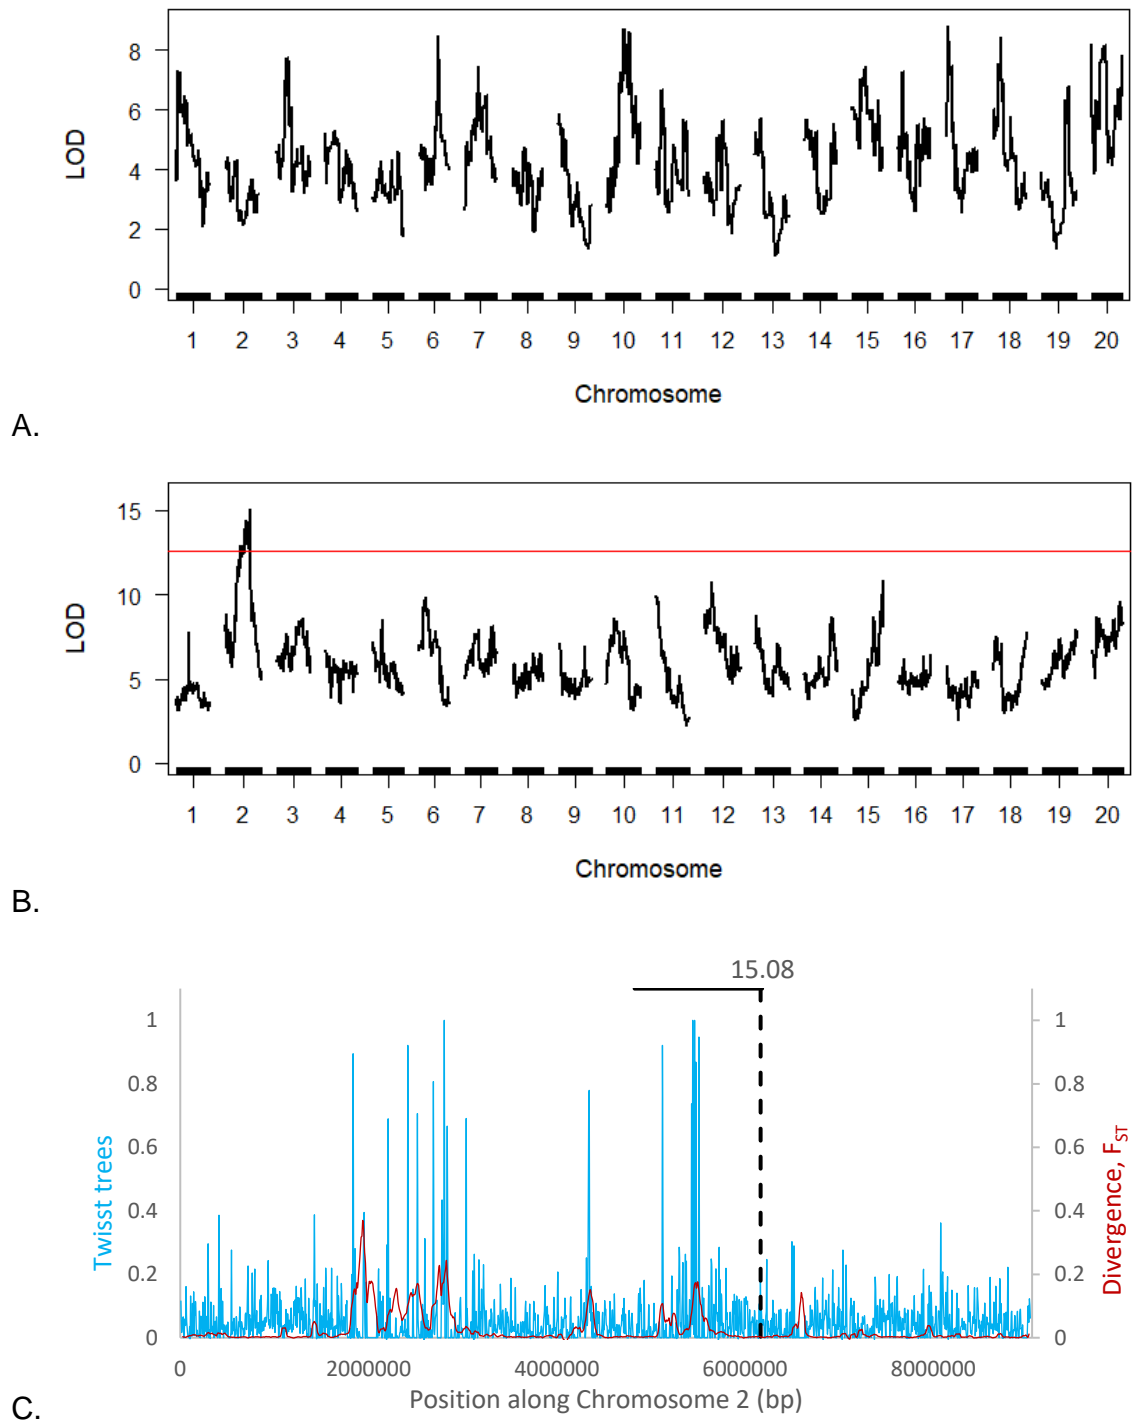 8
6
4
2
0
LOD
1 2 3 4 5 6 7 8 9 10 11 12 13 14 15 16 17 18 19 20
Chromosome
A.
15
10
5
0
LOD
1 2 3 4 5 6 7 8 9 10 11 12 13 14 15 16 17 18 19 20
Chromosome
B.
15.08
1
0.8
0.6
0.4
0.2
0
Twisst trees
1
0.8
0.6
0.4
0.2
0
Divergence, FST
0 2000000 4000000 6000000 8000000
Position along Chromosome 2 (bp)
C.